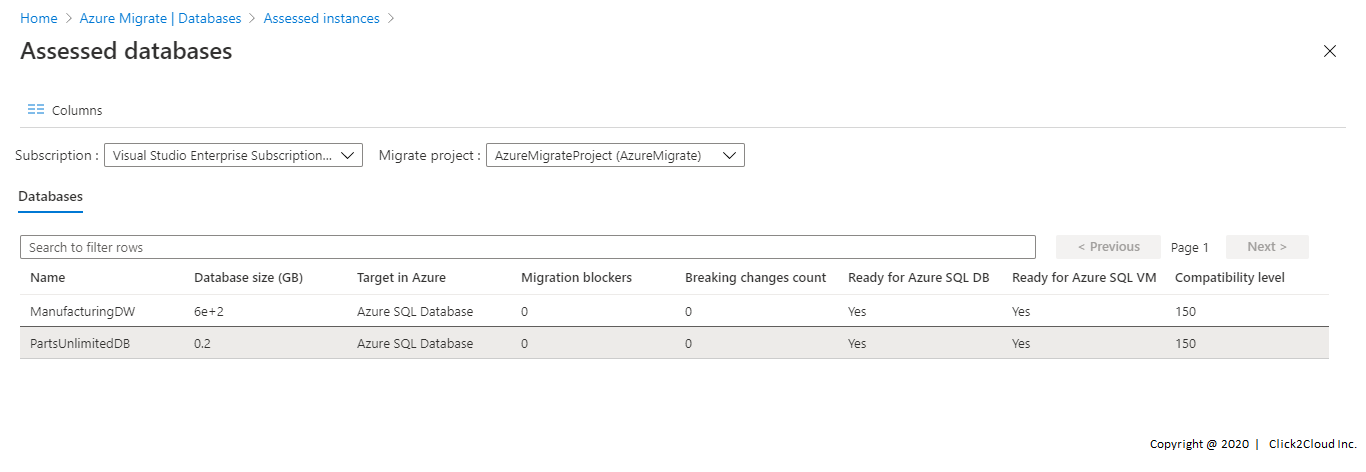 Home > Azure Migrate | Databases > Assessed instances >
Assessed databases
Columns
Subscription : Visual Studio Enterprise Subscription... Migrate project : AzureMigrateProject (AzureMigrate)
Databases
Search to filter rows < Previous Page 1 Next >
Name Database size (GB) Target in Azure Migration blockers Breaking changes count Ready for Azure SQL DB Ready for Azure SQL VM Compatibility level
ManufacturingDW 6e+2 Azure SQL Database 0 0 Yes Yes 150
PartsUnlimitedDB 0.2 Azure SQL Database 0 0 Yes Yes 150
Copyright @ 2020 | Click2Cloud Inc.